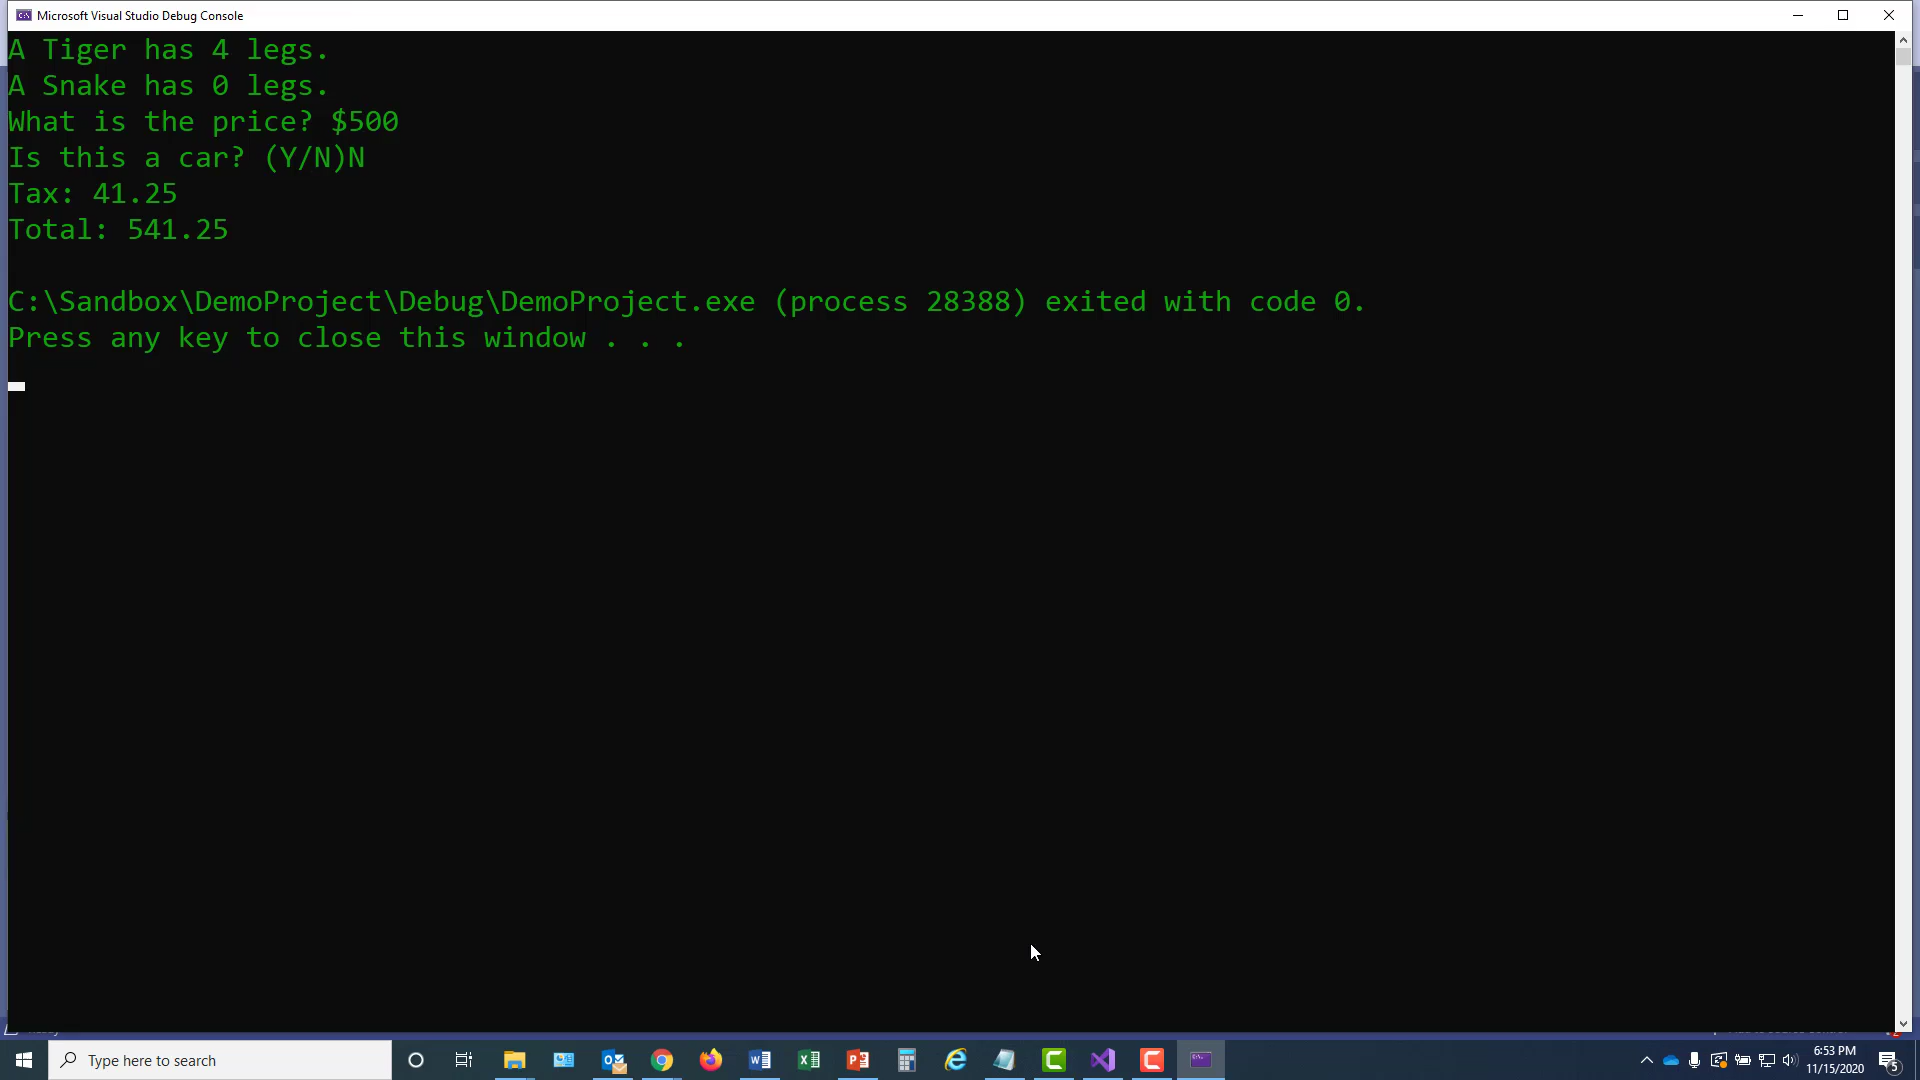 Microsoft Visual Studio Debug Console
A Tiger has 4 legs.
A Snake has 0 legs.
What is the price? $500
Is this a car? (Y/N)N
Tax: 41.25
Total: 541.25
C:\Sandbox\DemoProject\Debug\DemoProject.exe (process 28388) exited with code 0.
Press any key to close this window . . .
Type here to search
6:53 PM
11/15/2020
5